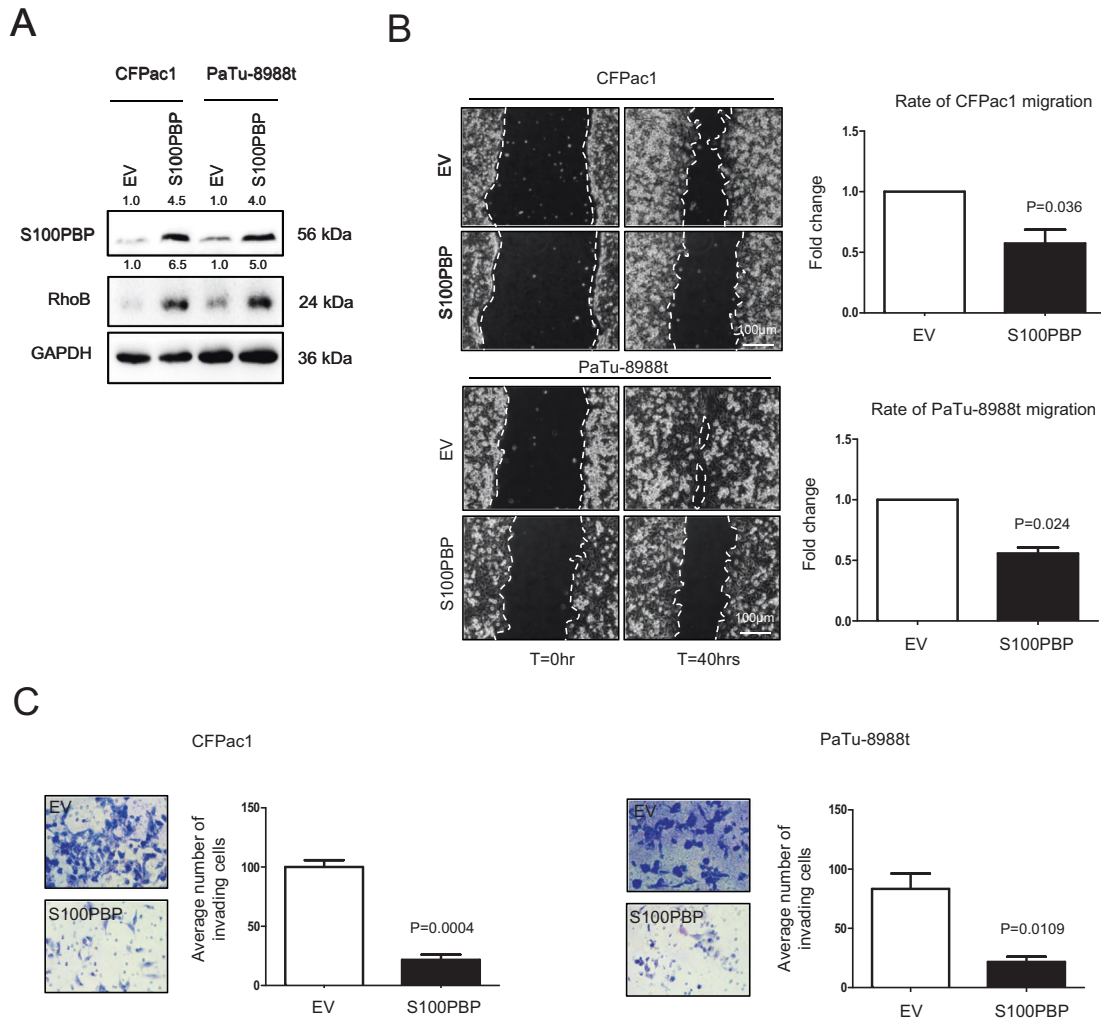 A
CFPac1 PaTu-8988t
EV S100PBP EV S100PBP
1.0 4.5 1.0 4.0
S100PBP 56 kDa
1.0 6.5 1.0 5.0
RhoB 24 kDa
GAPDH 36 kDa
B
CFPac1
EV
S100PBP
100μm
PaTu-8988t
EV
S100PBP
100μm
T=0hr T=40hrs
Rate of CFPac1 migration
Fold change
1.5
1.0
0.5
0.0
P=0.036
EV S100PBP
Rate of PaTu-8988t migration
Fold change
1.5
1.0
0.5
0.0
P=0.024
EV S100PBP
C
CFPac1
EV
S100PBP
Average number of
invading cells
150
100
50
0
P=0.0004
EV S100PBP
PaTu-8988t
EV
S100PBP
Average number of
invading cells
150
100
50
0
P=0.0109
EV S100PBP